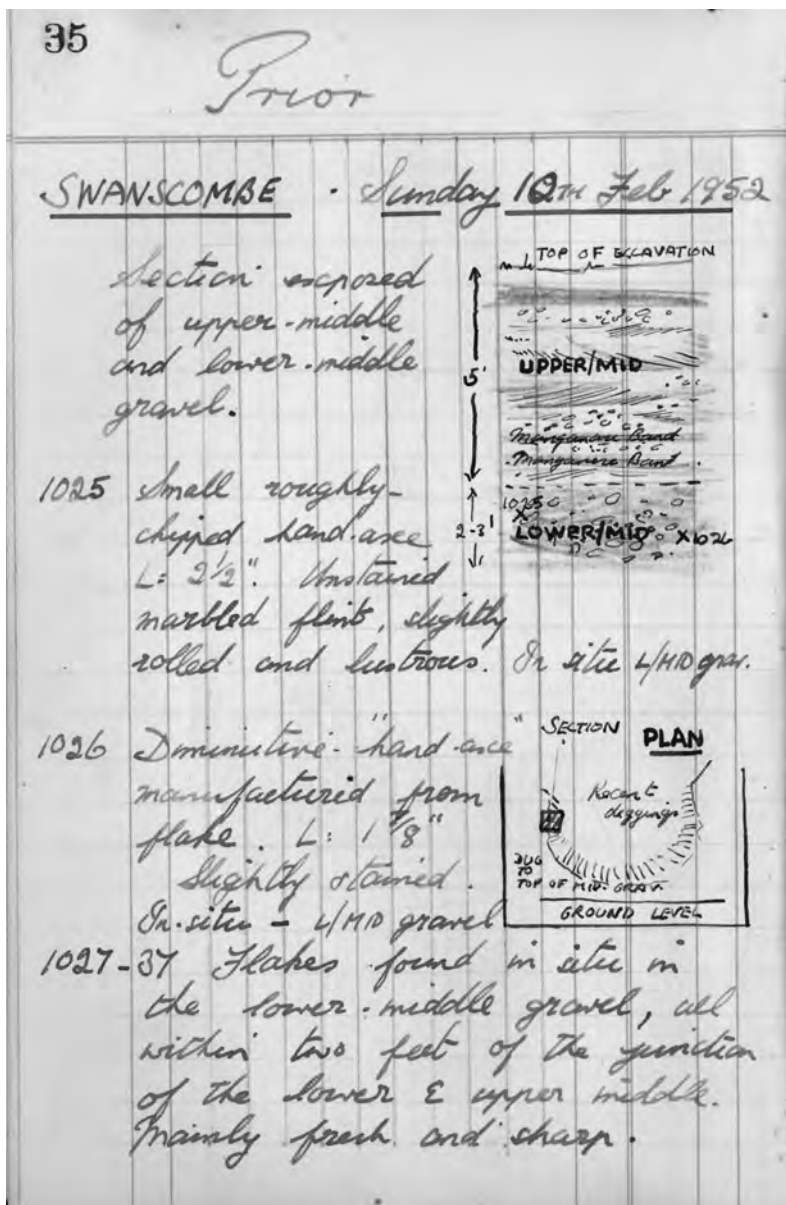 35
Prior
SWANSCOMBE . Sunday 10TH Feb 1952
Section exposed
of upper-middle
and lower-middle
gravel.
TOP OF EXCAVATION
5'
UPPER/MID
Manganese Band
Manganese Band
2-3'
1025
X
LOWER/MID X1026
1025 Small roughly-
chipped hand-axe
L: 2 1/2". Unstained
marbled flint, slightly
rolled and lustrous. In situ L/MID grav.
1026 Diminutive "hand-axe"
manufactured from
flake. L: 1 7/8"
Slightly stained.
In situ - L/MID gravel
SECTION
PLAN
Recent
diggings
DUG
TO
TOP OF MID-GRAV.
GROUND LEVEL
1027-37 Flakes found in situ in
the lower-middle gravel, all
within two feet of the junction
of the lower & upper middle.
Mainly fresh and sharp.